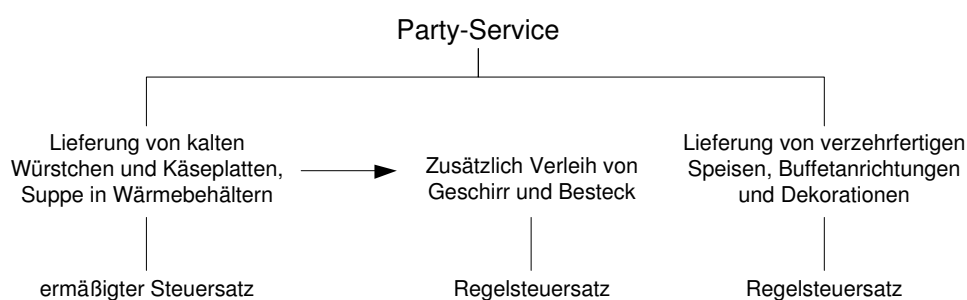 Party-Service
Lieferung von kalten
Würstchen und Käseplatten,
Suppe in Wärmebehältern
Zusätzlich Verleih von
Geschirr und Besteck
Lieferung von verzehrfertigen
Speisen, Buffetanrichtungen
und Dekorationen
ermäßigter Steuersatz
Regelsteuersatz
Regelsteuersatz